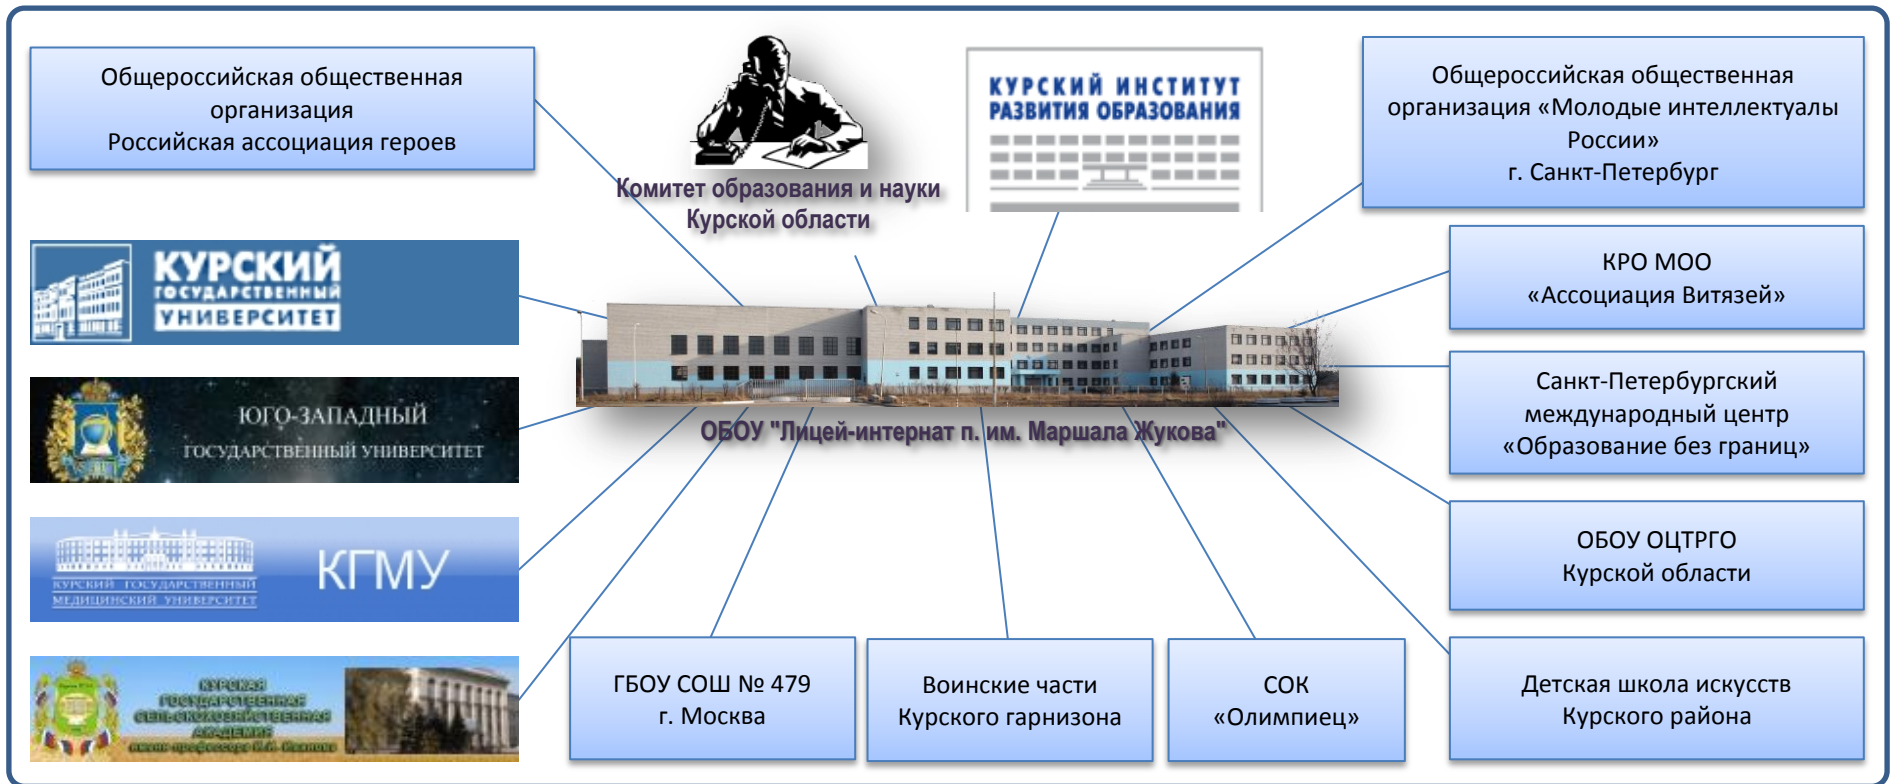 Общероссийская общественная
организация
Российская ассоциация героев
Комитет образования и науки
Курской области
КУРСКИЙ ИНСТИТУТ
РАЗВИТИЯ ОБРАЗОВАНИЯ
Общероссийская общественная
организация «Молодые интеллектуалы
России»
г. Санкт-Петербург
КУРСКИЙ
ГОСУДАРСТВЕННЫЙ
УНИВЕРСИТЕТ
КРО МОО
«Ассоциация Витязей»
ЮГО-ЗАПАДНЫЙ
ГОСУДАРСТВЕННЫЙ УНИВЕРСИТЕТ
ОБОУ "Лицей-интернат п. им. Маршала Жукова"
Санкт-Петербургский
международный центр
«Образование без границ»
КУРСКИЙ ГОСУДАРСТВЕННЫЙ
МЕДИЦИНСКИЙ УНИВЕРСИТЕТ
КГМУ
ОБОУ ОЦТРГО
Курской области
КУРСКАЯ
ГОСУДАРСТВЕННАЯ
СЕЛЬСКОХОЗЯЙСТВЕННАЯ
АКАДЕМИЯ
имени профессора И.И. Иванова
ГБОУ СОШ № 479
г. Москва
Воинские части
Курского гарнизона
СОК
«Олимпиец»
Детская школа искусств
Курского района